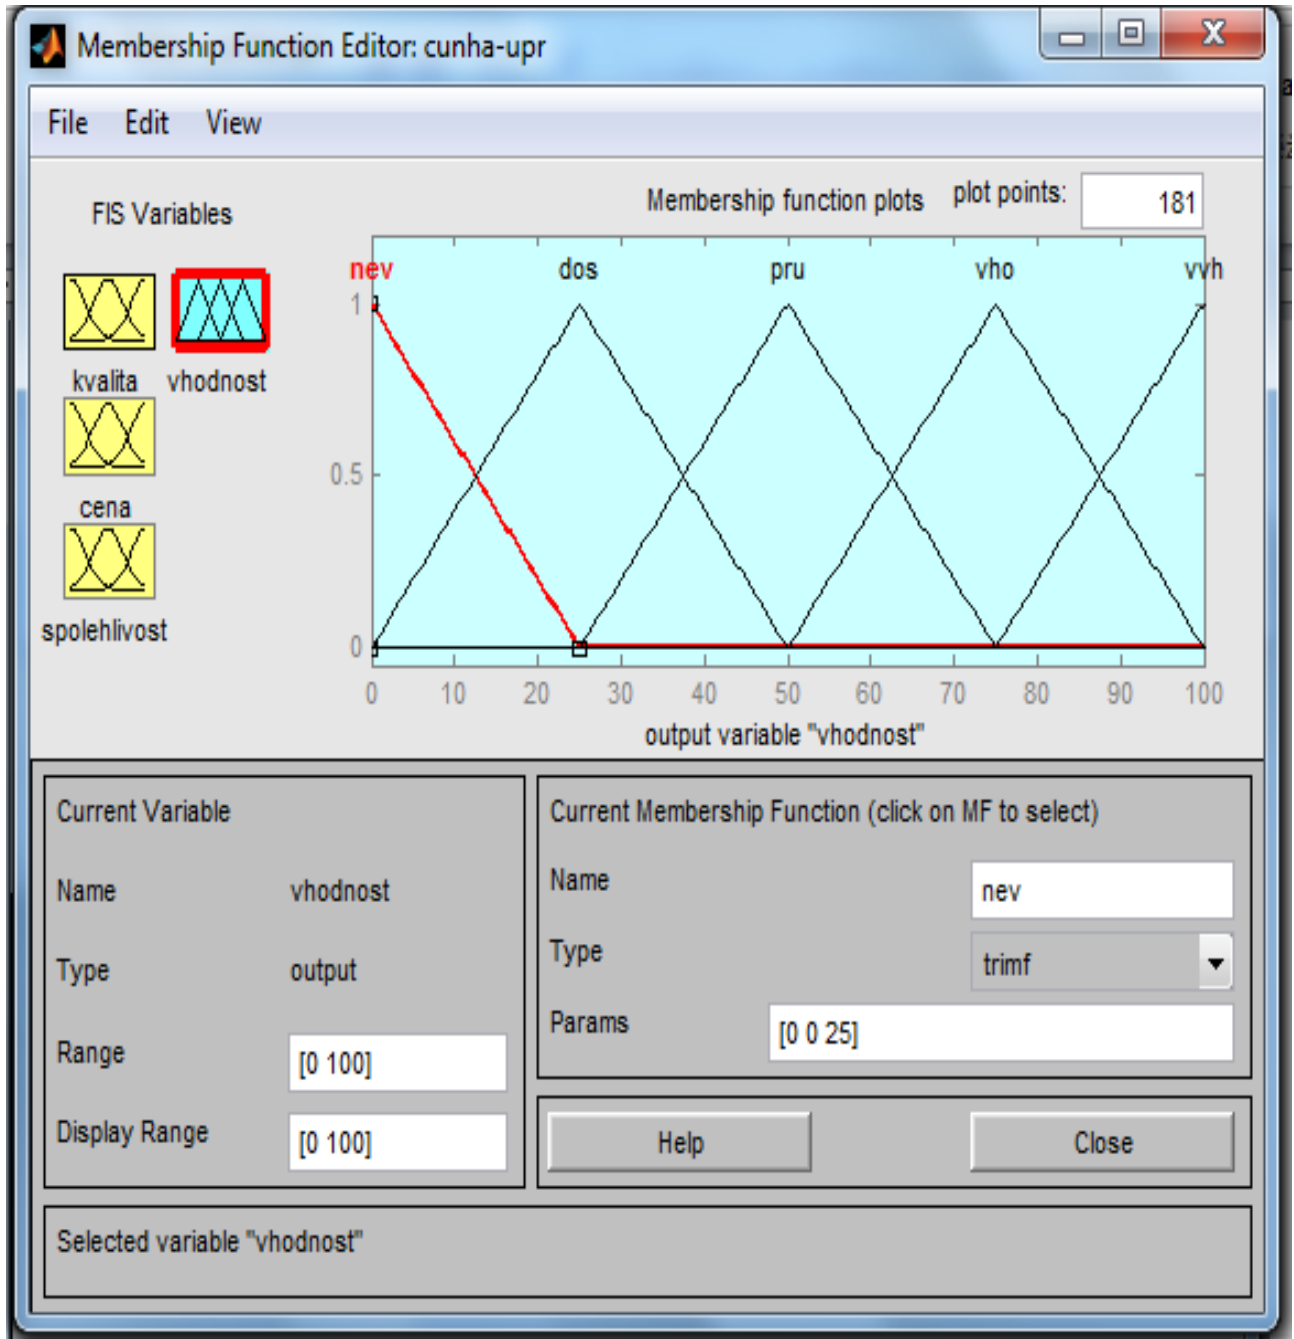 Membership Function Editor: cunha-upr
File Edit View
FIS Variables
Membership function plots plot points: 181
nev dos pru vho vvh
1
0.5
0
0 10 20 30 40 50 60 70 80 90 100
output variable "vhodnost"
kvalita vhodnost
cena
spolehlivost
Current Variable
Name vhodnost
Type output
Range [0 100]
Display Range [0 100]
Current Membership Function (click on MF to select)
Name nev
Type trimf
Params [0 0 25]
Help Close
Selected variable "vhodnost"